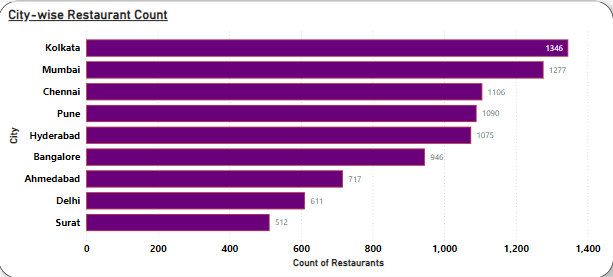 City-wise Restaurant Count
City
Kolkata 1346
Mumbai 1277
Chennai 1106
Pune 1090
Hyderabad 1075
Bangalore 946
Ahmedabad 717
Delhi 611
Surat 512
0 200 400 600 800 1,000 1,200 1,400
Count of Restaurants